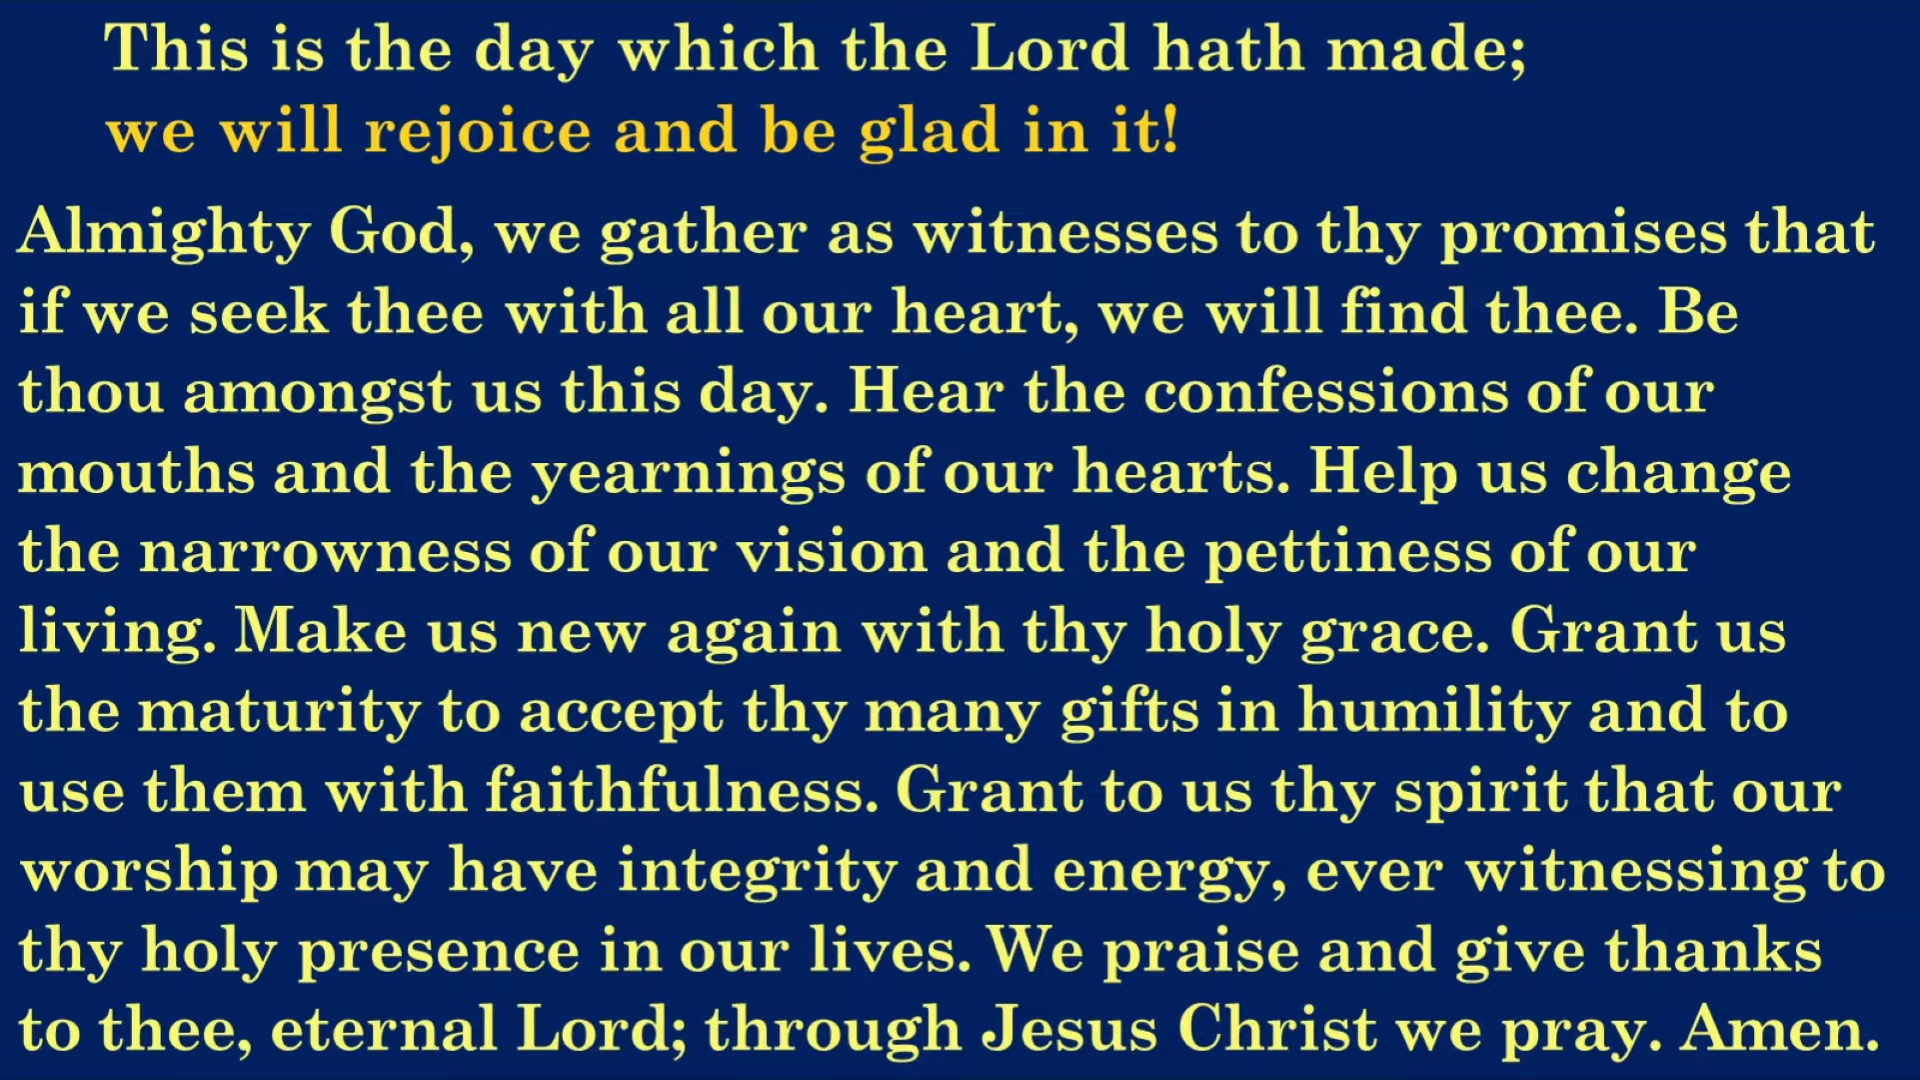 This is the day which the Lord hath made;
we will rejoice and be glad in it!
Almighty God, we gather as witnesses to thy promises that
if we seek thee with all our heart, we will find thee. Be
thou amongst us this day. Hear the confessions of our
mouths and the yearnings of our hearts. Help us change
the narrowness of our vision and the pettiness of our
living. Make us new again with thy holy grace. Grant us
the maturity to accept thy many gifts in humility and to
use them with faithfulness. Grant to us thy spirit that our
worship may have integrity and energy, ever witnessing to
thy holy presence in our lives. We praise and give thanks
to thee, eternal Lord; through Jesus Christ we pray. Amen.